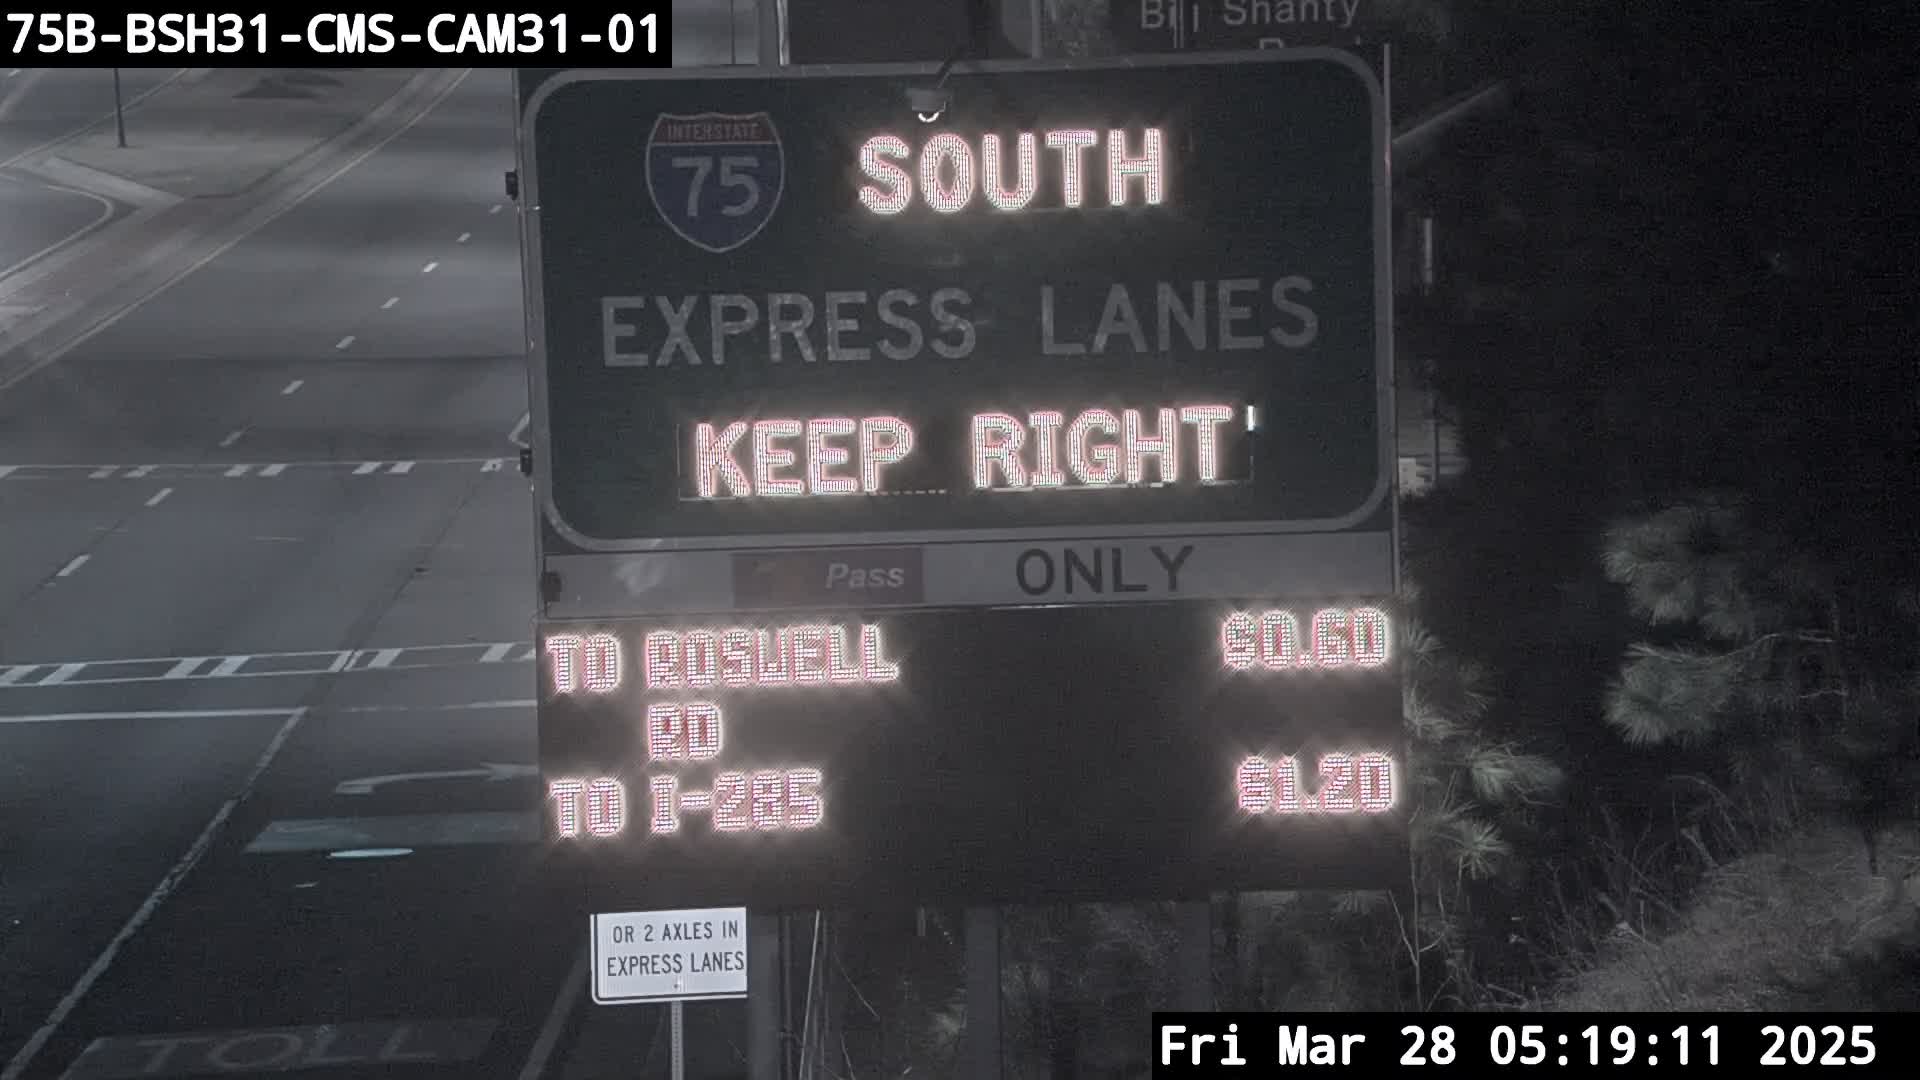 75B-BSH31-CMS-CAM31-01
Shanty
INTERSTATE
75
SOUTH
EXPRESS LANES
KEEP RIGHT
Pass ONLY
TO ROSWELL $0.60
RD
TO I-285 $1.20
OR 2 AXLES IN
EXPRESS LANES
TOLL
Fri Mar 28 05:19:11 2025